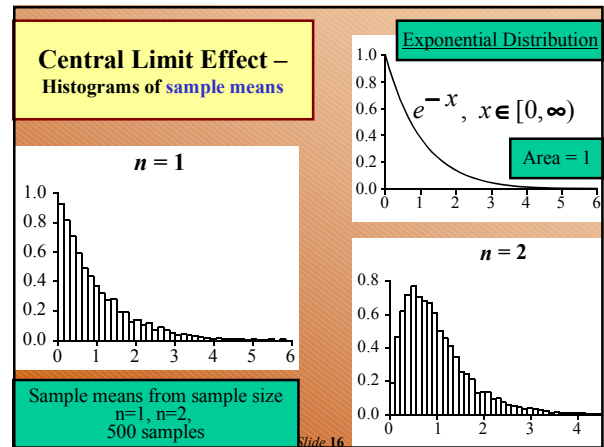 Central Limit Effect –
Histograms of sample means
Exponential Distribution
1.0
0.8
0.6
0.4
0.2
0.0
0 1 2 3 4 5 6
e^{-x}, x ∈ [0, ∞)
Area = 1
n = 1
1.0
0.8
0.6
0.4
0.2
0.0
0 1 2 3 4 5 6
n = 2
0.8
0.6
0.4
0.2
0.0
0 1 2 3 4
Sample means from sample size
n=1, n=2,
500 samples
Slide 16